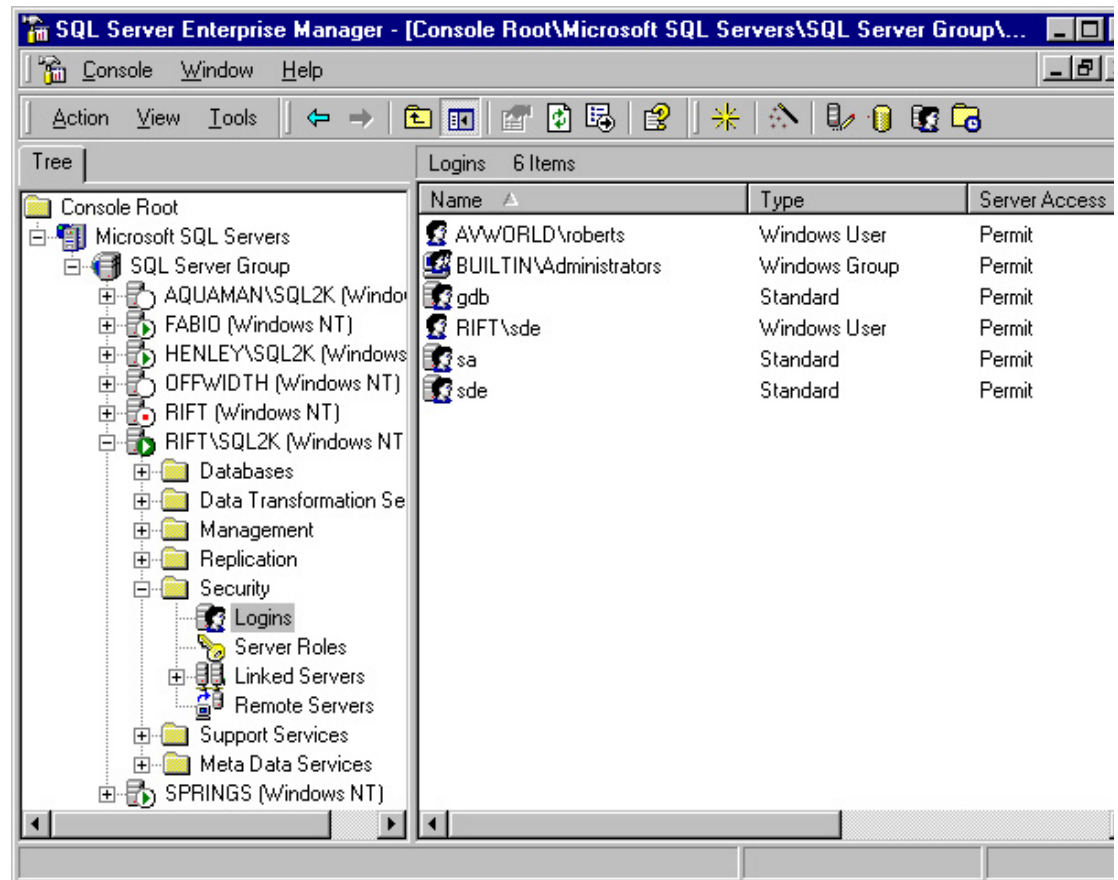 SQL Server Enterprise Manager - [Console Root\Microsoft SQL Servers\SQL Server Group\...
Console Window Help
Action View Tools
Tree
Logins 6 Items
Console Root
Microsoft SQL Servers
SQL Server Group
AQUAMAN\SQL2K (Windo
FABIO (Windows NT)
HENLEY\SQL2K (Windows
OFFWIDTH (Windows NT)
RIFT (Windows NT)
RIFT\SQL2K (Windows NT
Databases
Data Transformation Se
Management
Replication
Security
Logins
Server Roles
Linked Servers
Remote Servers
Support Services
Meta Data Services
SPRINGS (Windows NT)
Name Type Server Access
AVWORLD\roberts Windows User Permit
BUILTIN\Administrators Windows Group Permit
gdb Standard Permit
RIFT\sde Windows User Permit
sa Standard Permit
sde Standard Permit